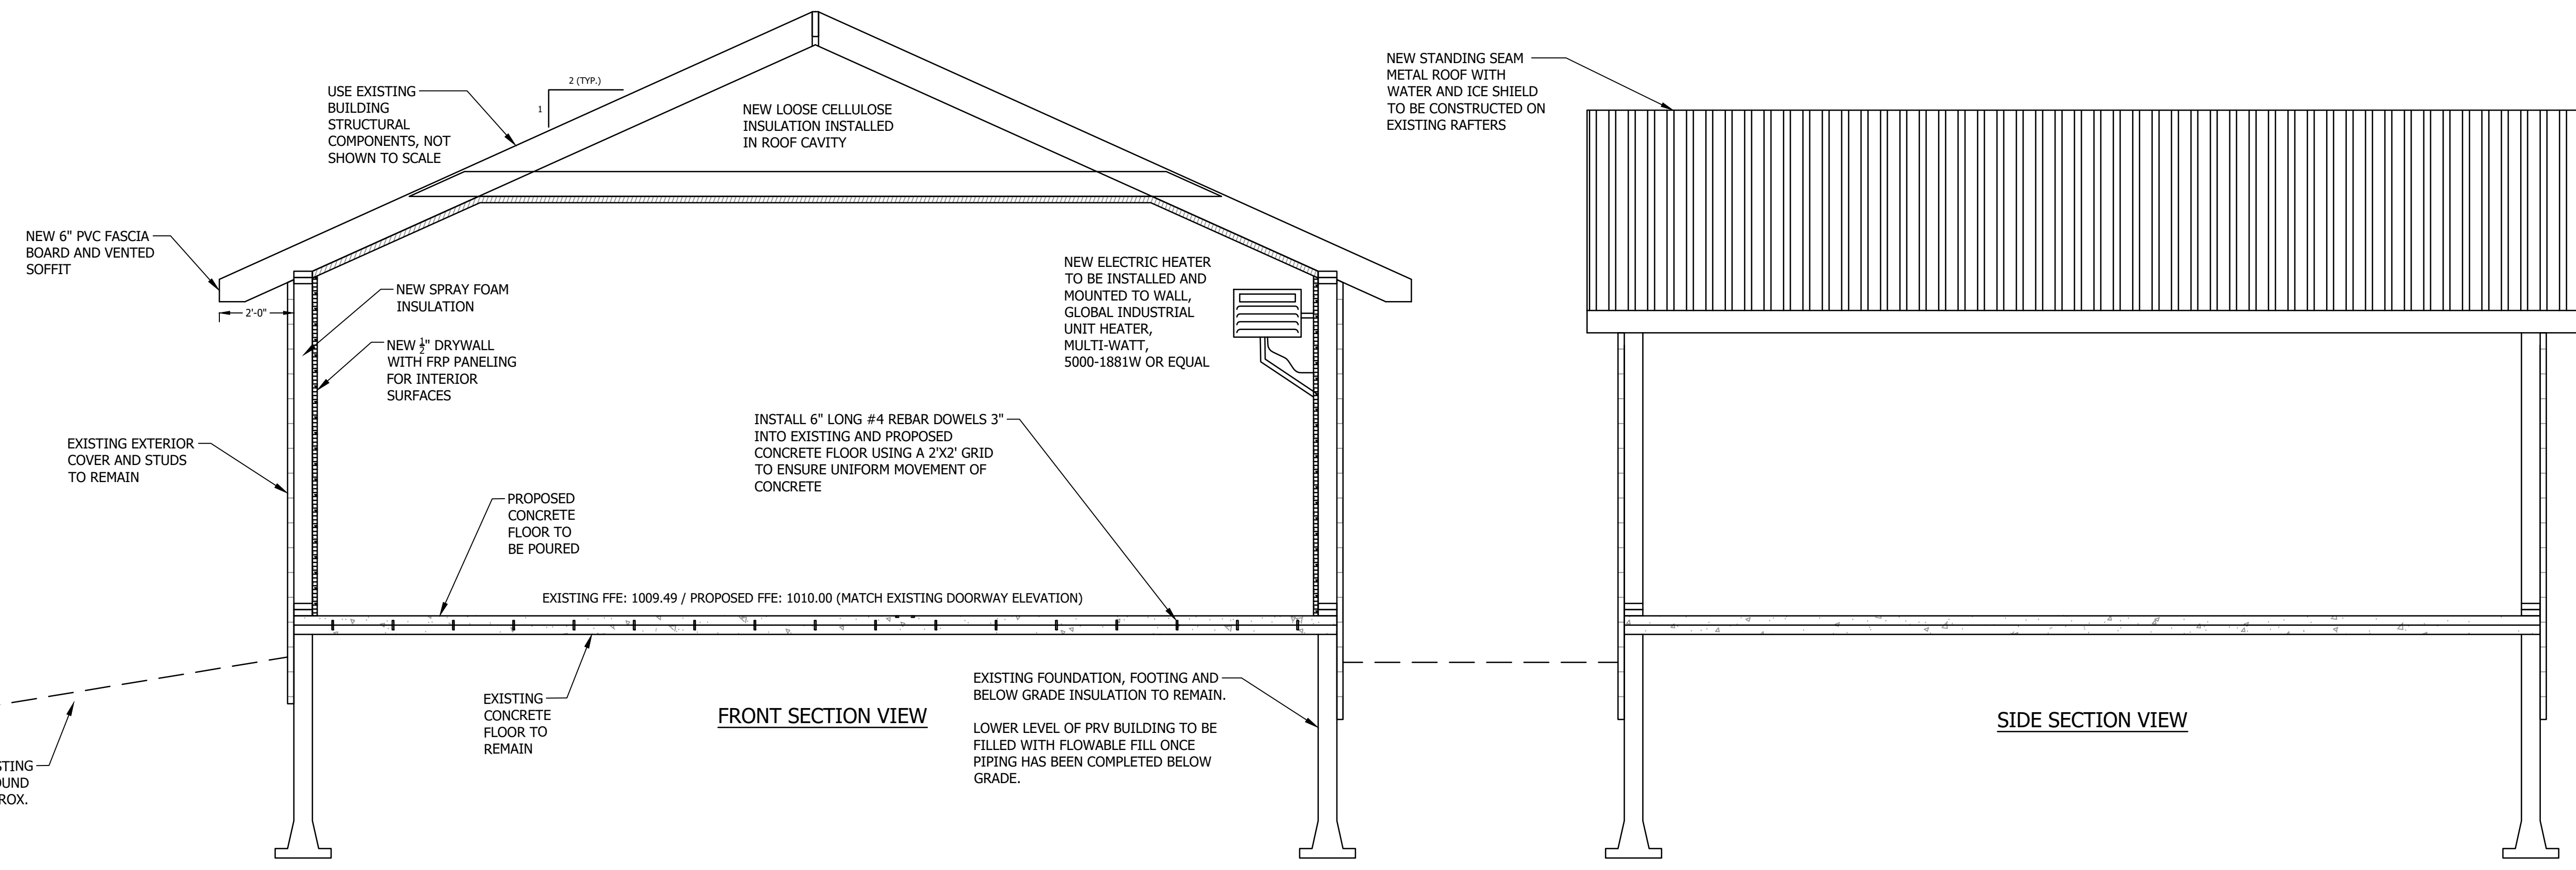 USE EXISTING
BUILDING
STRUCTURAL
COMPONENTS, NOT
SHOWN TO SCALE
2 (TYP.)
1
NEW LOOSE CELLULOSE
INSULATION INSTALLED
IN ROOF CAVITY
NEW STANDING SEAM
METAL ROOF WITH
WATER AND ICE SHIELD
TO BE CONSTRUCTED ON
EXISTING RAFTERS
NEW 6" PVC FASCIA
BOARD AND VENTED
SOFFIT
2'-0"
NEW SPRAY FOAM
INSULATION
NEW 1/2" DRYWALL
WITH FRP PANELING
FOR INTERIOR
SURFACES
NEW ELECTRIC HEATER
TO BE INSTALLED AND
MOUNTED TO WALL,
GLOBAL INDUSTRIAL
UNIT HEATER,
MULTI-WATT,
5000-1881W OR EQUAL
EXISTING EXTERIOR
COVER AND STUDS
TO REMAIN
INSTALL 6" LONG #4 REBAR DOWELS 3"
INTO EXISTING AND PROPOSED
CONCRETE FLOOR USING A 2'X2' GRID
TO ENSURE UNIFORM MOVEMENT OF
CONCRETE
PROPOSED
CONCRETE
FLOOR TO
BE POURED
EXISTING FFE: 1009.49 / PROPOSED FFE: 1010.00 (MATCH EXISTING DOORWAY ELEVATION)
EXISTING
CONCRETE
FLOOR TO
REMAIN
FRONT SECTION VIEW
EXISTING FOUNDATION, FOOTING AND
BELOW GRADE INSULATION TO REMAIN.
LOWER LEVEL OF PRV BUILDING TO BE
FILLED WITH FLOWABLE FILL ONCE
PIPING HAS BEEN COMPLETED BELOW
GRADE.
SIDE SECTION VIEW
STING
OUND
ROX.